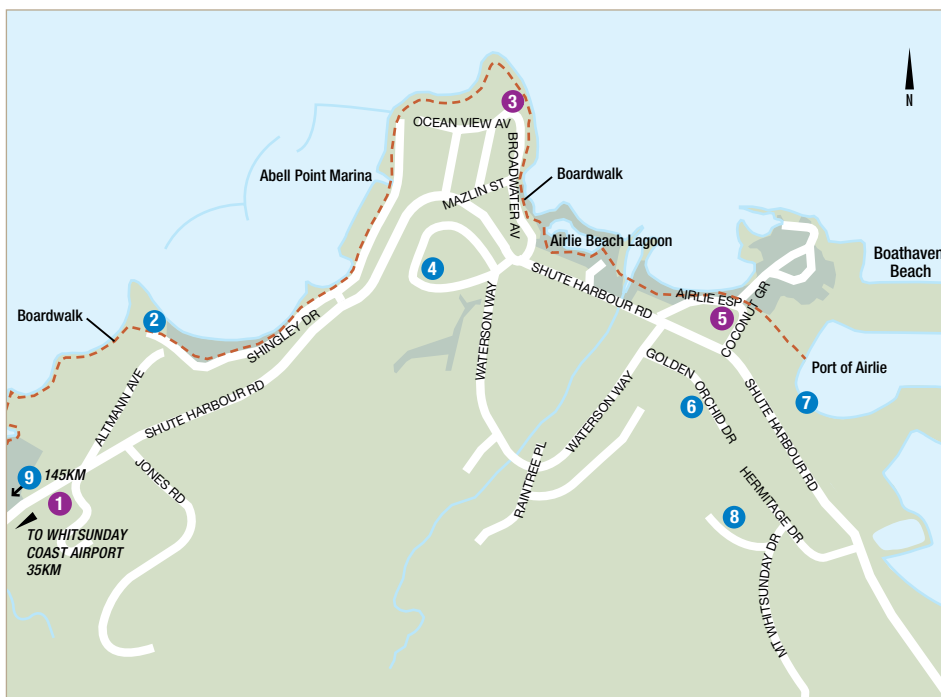 3
N
OCEAN VIEW AV
BROADWATER AV
Abell Point Marina
MAZLIN ST
Boardwalk
Airlie Beach Lagoon
Boathaven
Beach
4
SHUTE HARBOUR RD
AIRLIE ESP
COCONUT GR
5
Boardwalk
2
SHINGLEY DR
WATERSON WAY
GOLDEN ORCHID DR
Port of Airlie
6
7
ALTMANN AVE
SHUTE HARBOUR RD
WATERSON WAY
SHUTE HARBOUR RD
JONES RD
RAINTREE PL
HERMITAGE DR
9 145KM
1
8
TO WHITSUNDAY
COAST AIRPORT
35KM
MT WHITSUNDAY DR